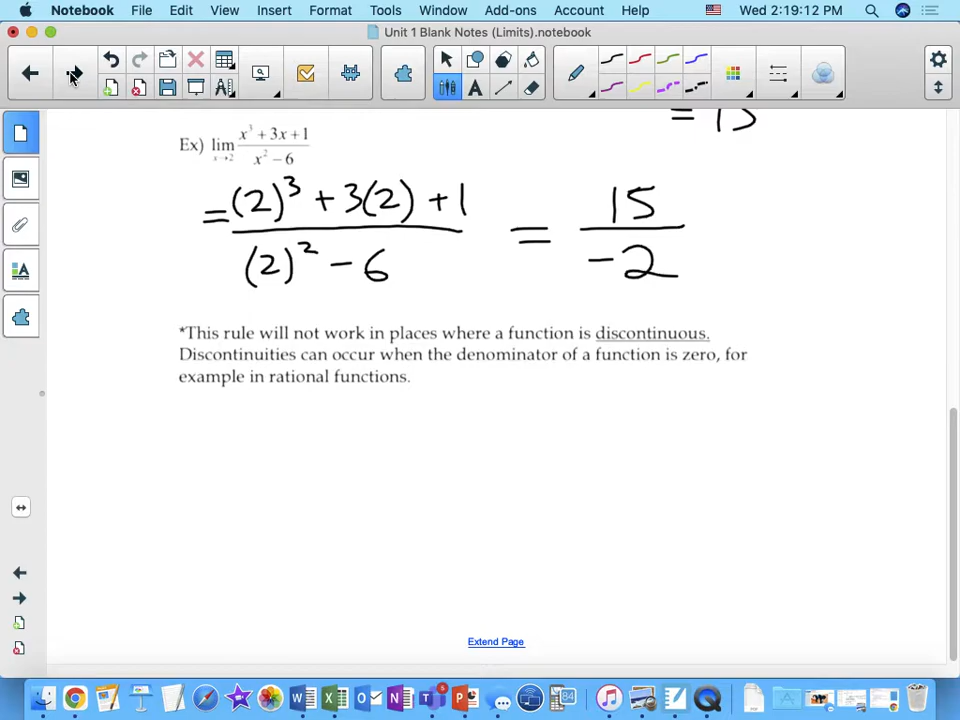 Notebook File Edit View Insert Format Tools Window Add-ons Account Help Wed 2:19:12 PM
Unit 1 Blank Notes (Limits).notebook
= 15
Ex) lim x→2 (x³ + 3x + 1)/(x² − 6)
= ((2)³ + 3(2) + 1)/((2)² − 6) = 15/−2
*This rule will not work in places where a function is discontinuous.
Discontinuities can occur when the denominator of a function is zero, for
example in rational functions.
Extend Page